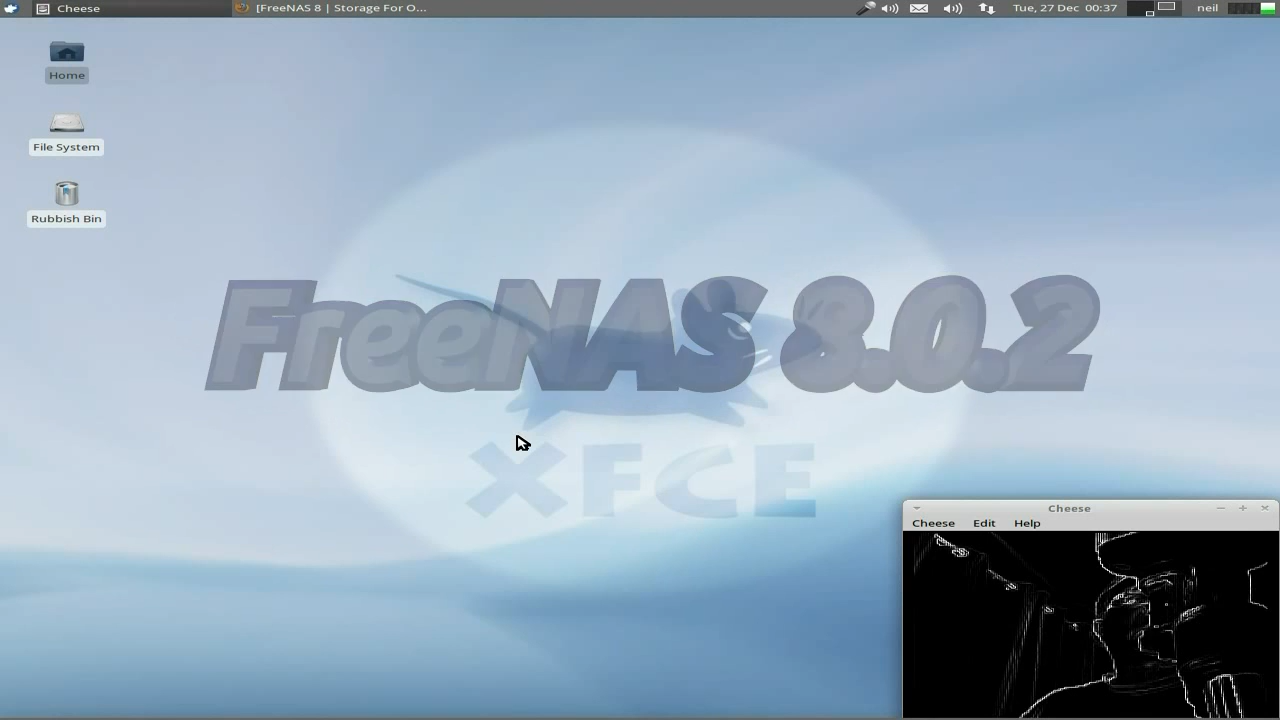 Cheese
[FreeNAS 8 | Storage For O...
Tue, 27 Dec 00:37
neil
Home
File System
Rubbish Bin
FreeNAS 8.0.2
XFCE
Cheese
Cheese Edit Help